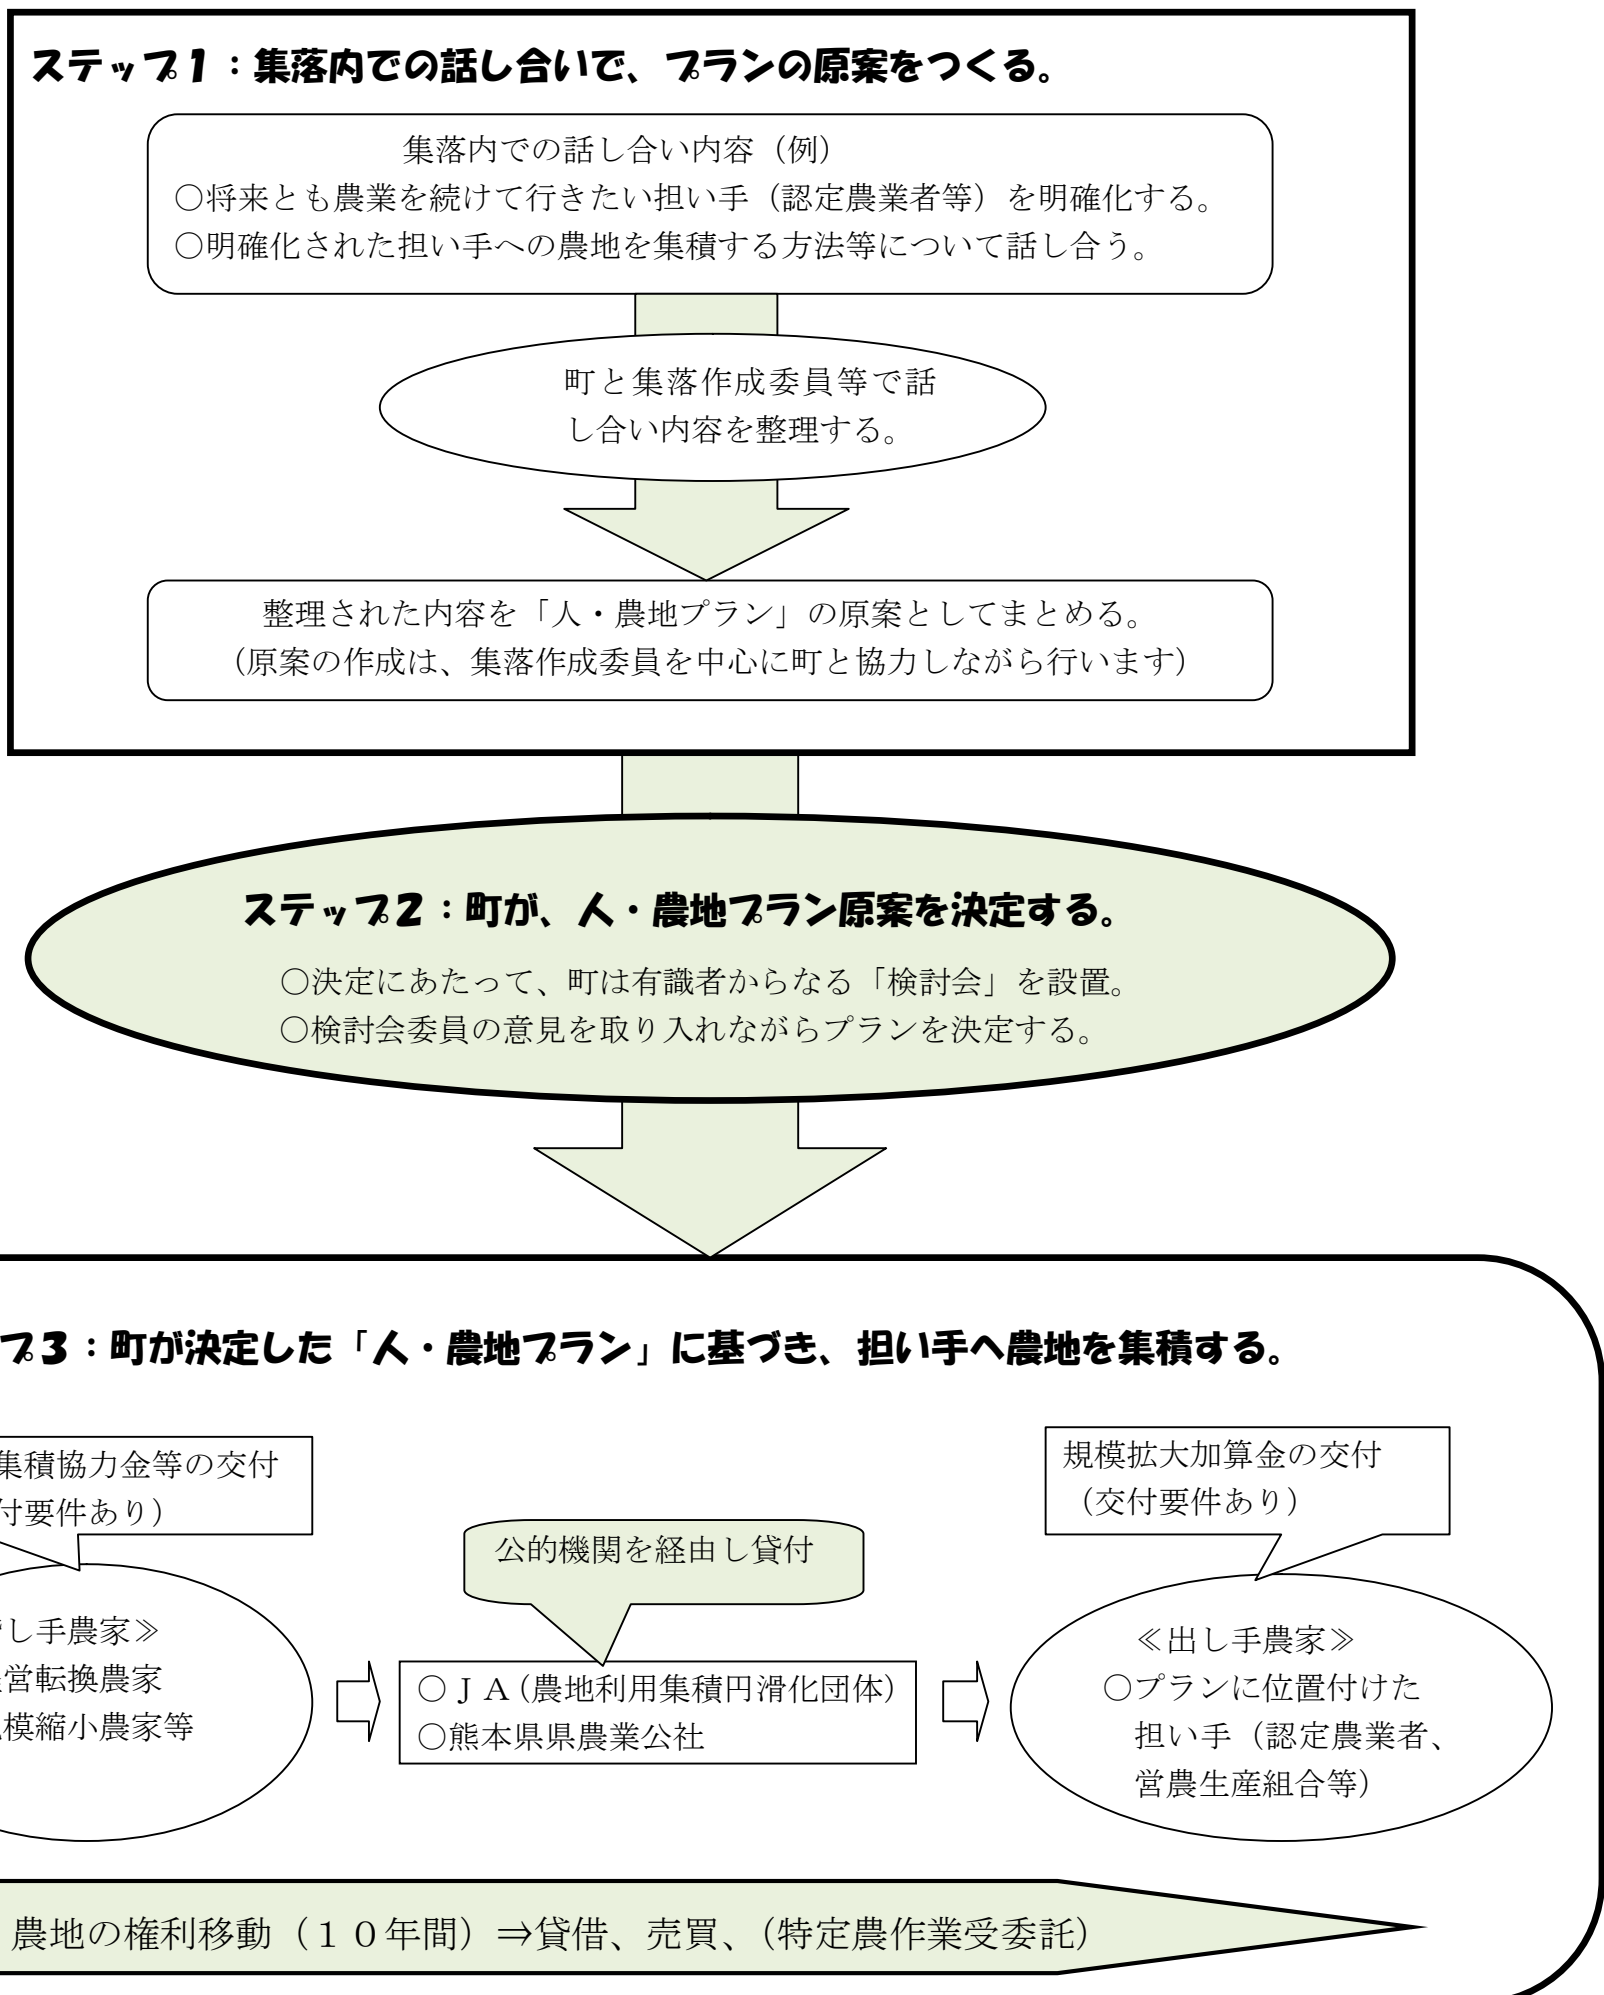 ステップ1：集落内での話し合いで、プランの原案をつくる。
集落内での話し合い内容（例）
○将来とも農業を続けて行きたい担い手（認定農業者等）を明確化する。
○明確化された担い手への農地を集積する方法等について話し合う。
町と集落作成委員等で話
し合い内容を整理する。
整理された内容を「人・農地プラン」の原案としてまとめる。
（原案の作成は、集落作成委員を中心に町と協力しながら行います）
ステップ2：町が、人・農地プラン原案を決定する。
○決定にあたって、町は有識者からなる「検討会」を設置。
○検討会委員の意見を取り入れながらプランを決定する。
プ3：町が決定した「人・農地プラン」に基づき、担い手へ農地を集積する。
集積協力金等の交付
付要件あり）
規模拡大加算金の交付
（交付要件あり）
公的機関を経由し貸付
し手農家≫
営転換農家
模縮小農家等
○ＪＡ（農地利用集積円滑化団体）
○熊本県県農業公社
≪出し手農家≫
○プランに位置付けた
担い手（認定農業者、
営農生産組合等）
農地の権利移動（１０年間）⇒貸借、売買、（特定農作業受委託）